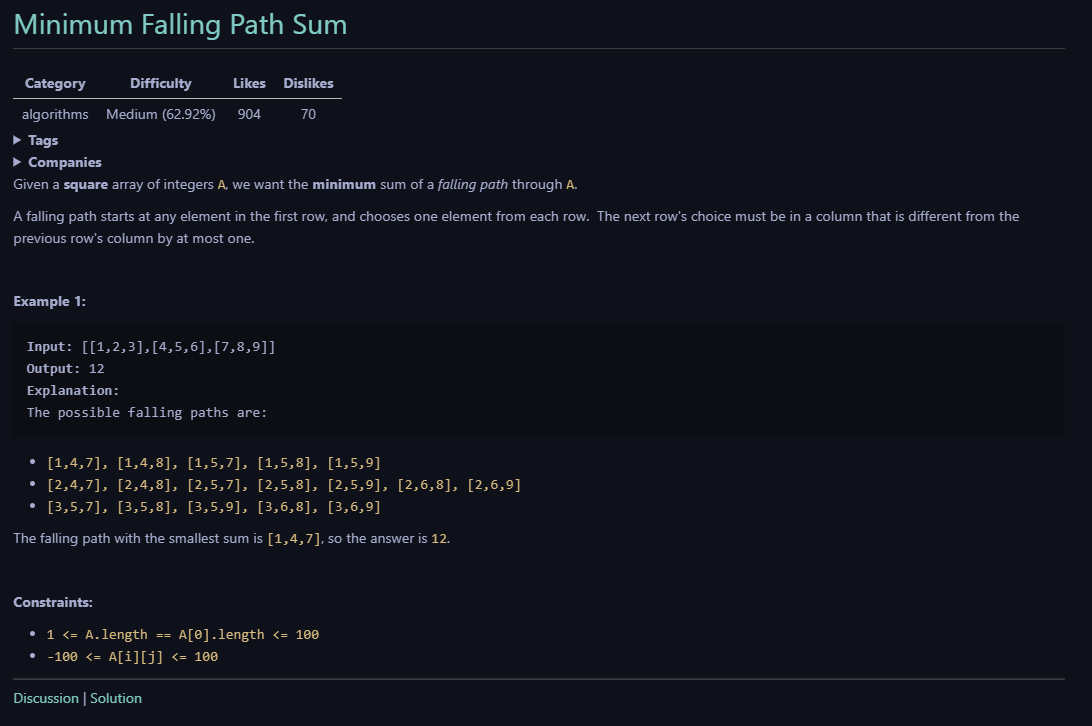 Minimum Falling Path Sum
Category Difficulty Likes Dislikes
algorithms Medium (62.92%) 904 70
Tags
Companies
Given a square array of integers A, we want the minimum sum of a falling path through A.
A falling path starts at any element in the first row, and chooses one element from each row. The next row's choice must be in a column that is different from the
previous row's column by at most one.
Example 1:
Input: [[1,2,3],[4,5,6],[7,8,9]]
Output: 12
Explanation:
The possible falling paths are:
[1,4,7], [1,4,8], [1,5,7], [1,5,8], [1,5,9]
[2,4,7], [2,4,8], [2,5,7], [2,5,8], [2,5,9], [2,6,8], [2,6,9]
[3,5,7], [3,5,8], [3,5,9], [3,6,8], [3,6,9]
The falling path with the smallest sum is [1,4,7], so the answer is 12.
Constraints:
1 <= A.length == A[0].length <= 100
-100 <= A[i][j] <= 100
Discussion | Solution